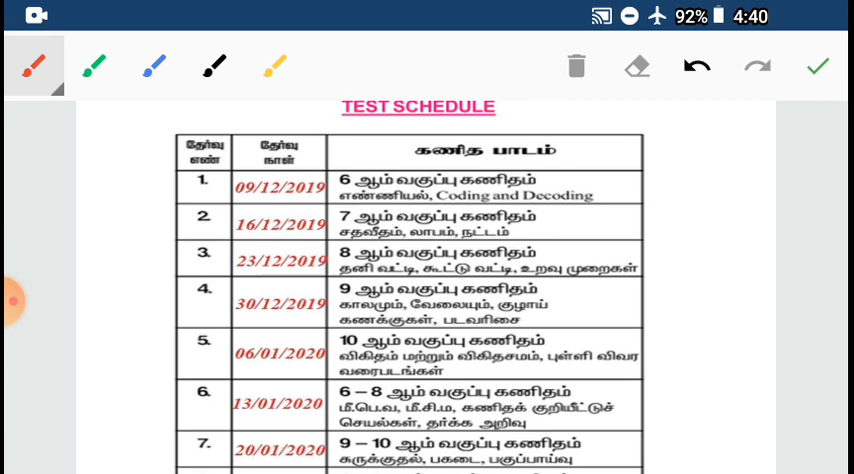 92% 4:40
TEST SCHEDULE
தேர்வு எண் தேர்வு நாள் கணித பாடம்
1. 09/12/2019 6 ஆம் வகுப்பு கணிதம்
எண்ணியல், Coding and Decoding
2. 16/12/2019 7 ஆம் வகுப்பு கணிதம்
சதவீதம், லாபம், நட்டம்
3. 23/12/2019 8 ஆம் வகுப்பு கணிதம்
தனி வட்டி, கூட்டு வட்டி, உறவு முறைகள்
4. 30/12/2019 9 ஆம் வகுப்பு கணிதம்
காலமும், வேலையும், குழாய்
கணக்குகள், படவரிசை
5. 06/01/2020 10 ஆம் வகுப்பு கணிதம்
விகிதம் மற்றும் விகிதசமம், புள்ளி விவர
வரைபடங்கள்
6. 13/01/2020 6 – 8 ஆம் வகுப்பு கணிதம்
மீ.பெ.வ, மீ.சி.ம, கணிதக் குறியீட்டுச்
செயல்கள், தர்க்க அறிவு
7. 20/01/2020 9 – 10 ஆம் வகுப்பு கணிதம்
சுருக்குதல், பகடை, பகுப்பாய்வு